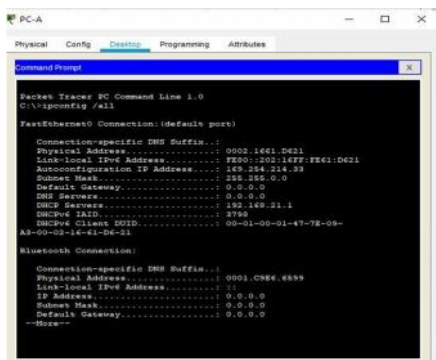 PC-A
Physical Config Desktop Programming Attributes
Command Prompt
X
Packet Tracer PC Command Line 1.0
C:\>ipconfig /all
FastEthernet0 Connection:(default port)
Connection-specific DNS Suffix..:
Physical Address................: 0002.1661.D621
Link-local IPv6 Address.........: FE80::202:16FF:FE61:D621
Autoconfiguration IP Address....: 169.254.214.33
Subnet Mask.....................: 255.255.0.0
Default Gateway.................: 0.0.0.0
DNS Servers.....................: 0.0.0.0
DHCP Servers....................: 192.168.21.1
DHCPv6 IAID.....................: 3798
DHCPv6 Client DUID..............: 00-01-00-01-47-7E-09-
A8-00-02-16-61-D6-21
Bluetooth Connection:
Connection-specific DNS Suffix..:
Physical Address................: 0001.C9E6.6599
Link-local IPv6 Address.........: ::
IP Address......................: 0.0.0.0
Subnet Mask.....................: 0.0.0.0
Default Gateway.................: 0.0.0.0
--More--